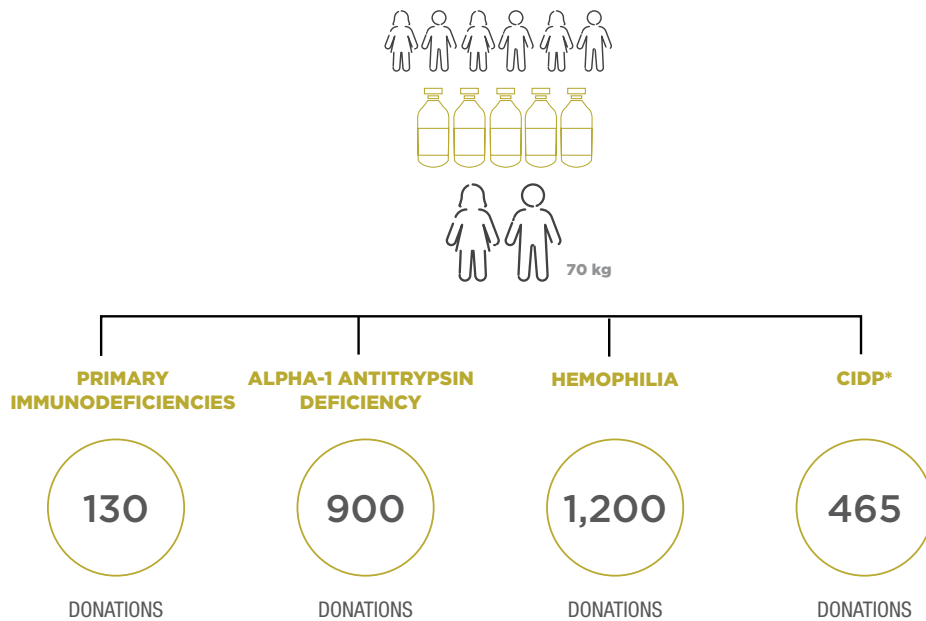 70 kg
PRIMARY
IMMUNODEFICIENCIES
ALPHA-1 ANTITRYPSIN
DEFICIENCY
HEMOPHILIA
CIDP*
130
900
1,200
465
DONATIONS
DONATIONS
DONATIONS
DONATIONS